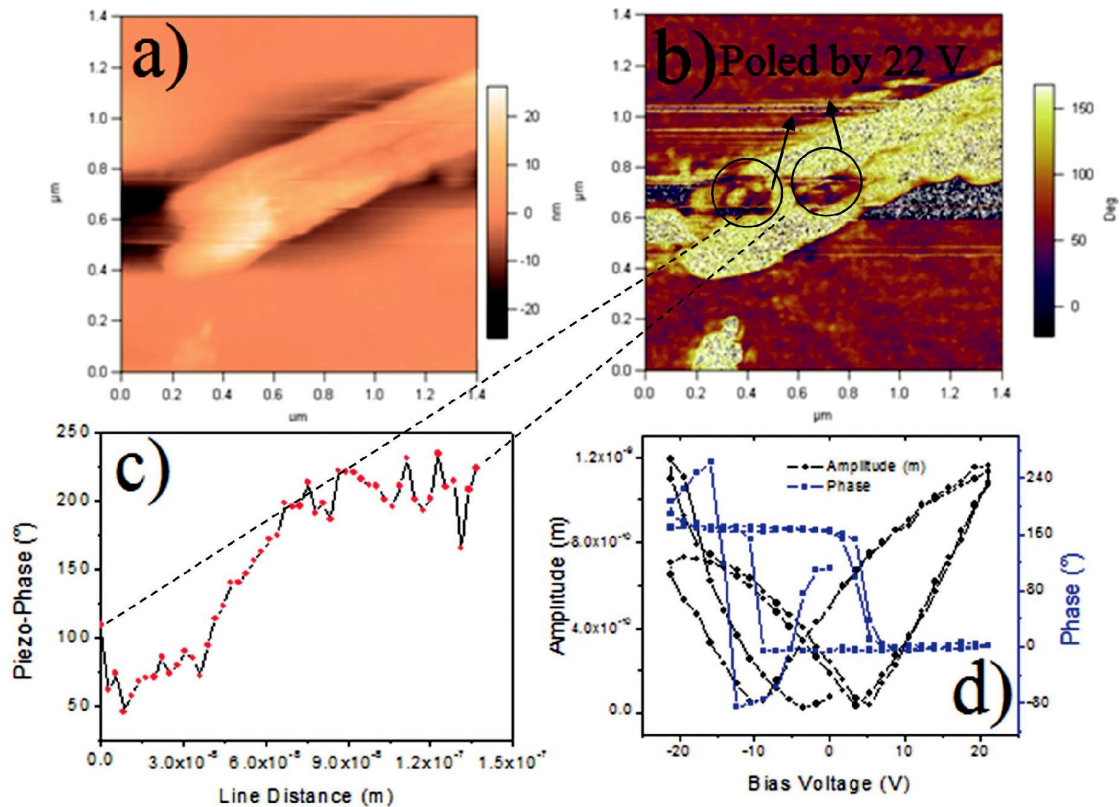 a)
1.4
1.2
1.0
0.8
0.6
0.4
0.2
0.0
μm
0.0 0.2 0.4 0.6 0.8 1.0 1.2 1.4
μm
20
10
0
-10
-20
nm
b) Poled by 22 V
1.4
1.2
1.0
0.8
0.6
0.4
0.2
0.0
μm
0.0 0.2 0.4 0.6 0.8 1.0 1.2 1.4
μm
150
100
50
0
Deg
c)
250
200
150
100
50
Piezo-Phase (º)
0.0 3.0x10⁻⁸ 6.0x10⁻⁸ 9.0x10⁻⁸ 1.2x10⁻⁷ 1.5x10⁻⁷
Line Distance (m)
d)
Amplitude (m)
Phase
1.2x10⁻⁹
8.0x10⁻¹⁰
4.0x10⁻¹⁰
0.0
Amplitude (m)
240
160
80
0
-80
Phase (º)
-20 -10 0 10 20
Bias Voltage (V)